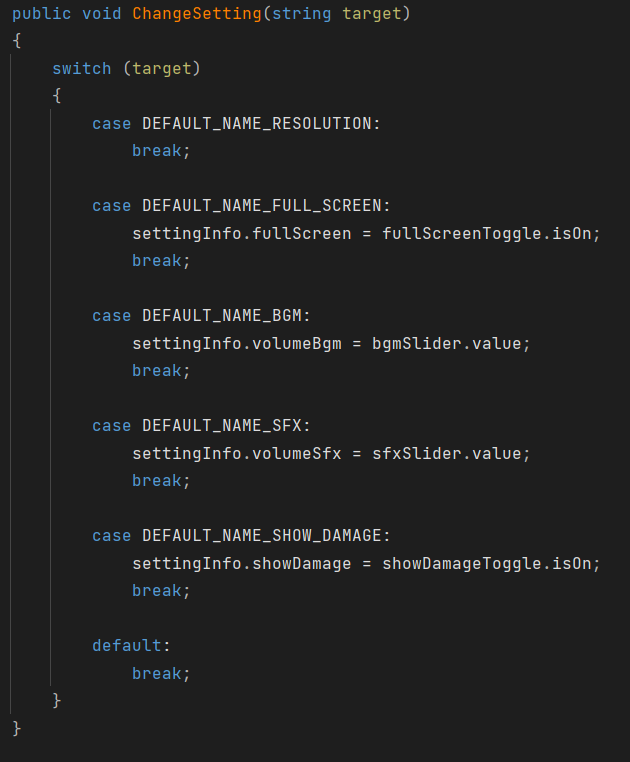 public void ChangeSetting(string target)
{
    switch (target)
    {
        case DEFAULT_NAME_RESOLUTION:
            break;

        case DEFAULT_NAME_FULL_SCREEN:
            settingInfo.fullScreen = fullScreenToggle.isOn;
            break;

        case DEFAULT_NAME_BGM:
            settingInfo.volumeBgm = bgmSlider.value;
            break;

        case DEFAULT_NAME_SFX:
            settingInfo.volumeSfx = sfxSlider.value;
            break;

        case DEFAULT_NAME_SHOW_DAMAGE:
            settingInfo.showDamage = showDamageToggle.isOn;
            break;

        default:
            break;
    }
}